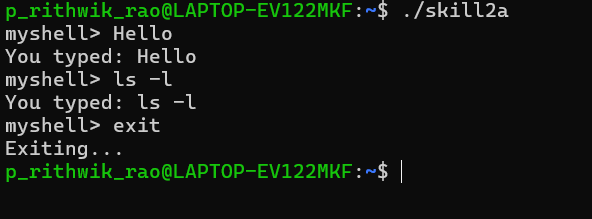 p_rithwik_rao@LAPTOP-EV122MKF:~$ ./skill2a
myshell> Hello
You typed: Hello
myshell> ls -l
You typed: ls -l
myshell> exit
Exiting...
p_rithwik_rao@LAPTOP-EV122MKF:~$